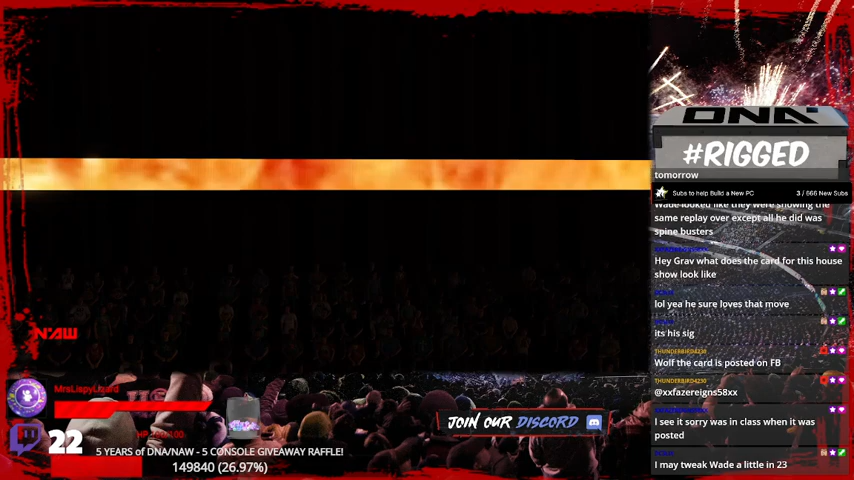 DNA
#RIGGED
tomorrow
Subs to help Build a New PC 3 / 666 New Subs
Wade looked like they were showing the
same replay over except all he did was
spine busters
Hey Grav what does the card for this house
show look like
lol yea he sure loves that move
its his sig
THUNDERBIRD4230
Wolf the card is posted on FB
THUNDERBIRD4230
@xxfazereigns58xx
I see it sorry was in class when it was
posted
I may tweak Wade a little in 23
NAW
MrsLispyLizard
22
5 YEARS of DNA/NAW - 5 CONSOLE GIVEAWAY RAFFLE!
149840 (26.97%)
JOIN OUR DISCORD